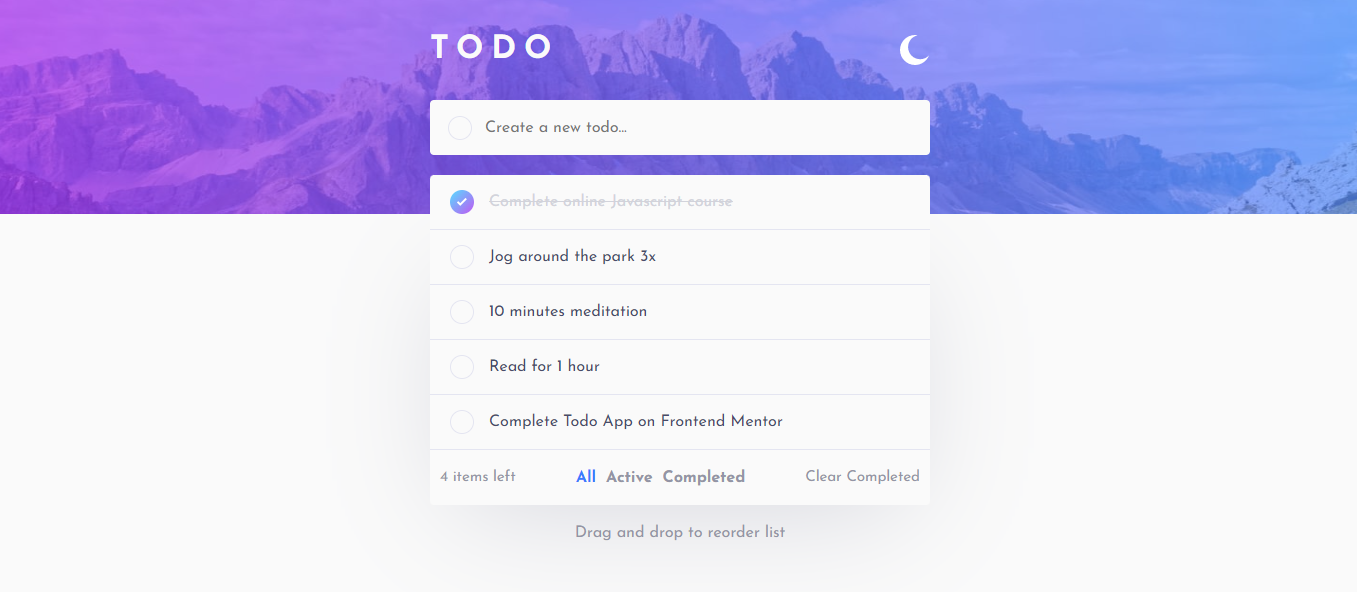 TODO
Create a new todo...
Complete online Javascript course
Jog around the park 3x
10 minutes meditation
Read for 1 hour
Complete Todo App on Frontend Mentor
4 items left All Active Completed Clear Completed
Drag and drop to reorder list